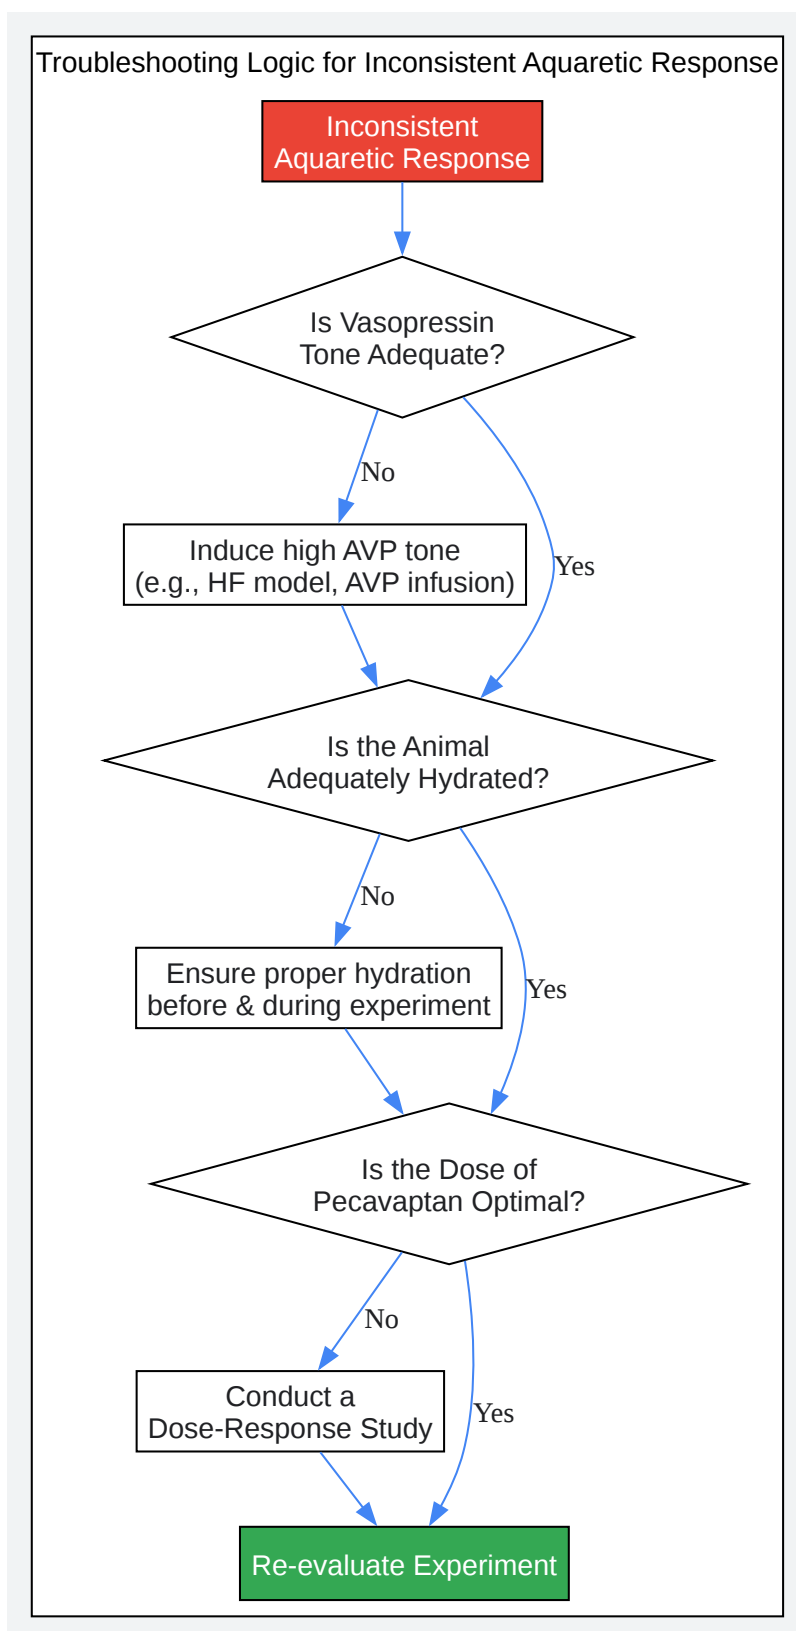 Troubleshooting Logic for Inconsistent Aquaretic Response
Inconsistent
Aquaretic Response
Is Vasopressin
Tone Adequate?
No
Induce high AVP tone
(e.g., HF model, AVP infusion)
Yes
Is the Animal
Adequately Hydrated?
No
Ensure proper hydration
before & during experiment
Yes
Is the Dose of
Pecavaptan Optimal?
No
Conduct a
Dose-Response Study
Yes
Re-evaluate Experiment